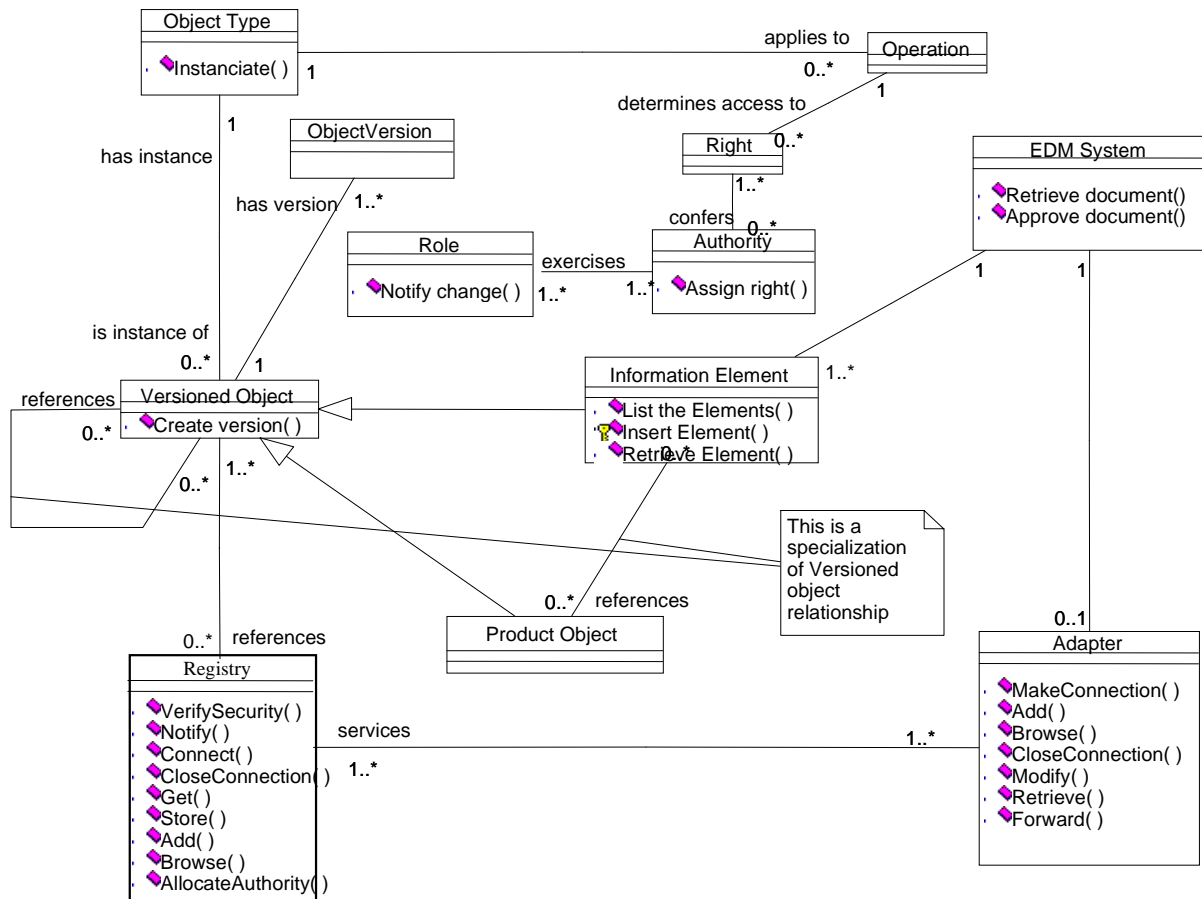 Object Type
Instanciate( )
1
applies to
0..*
Operation
1
determines access to
0..*
Right
1..*
confers
0..*
Authority
Assign right( )
1
has instance
ObjectVersion
1..*
has version
Role
Notify change( )
exercises
1..*
1..*
EDM System
Retrieve document()
Approve document()
1
1
is instance of
0..*
1
references
0..*
Versioned Object
Create version( )
0..*
1..*
Information Element
List the Elements( )
Insert Element( )
Retrieve Element( )
0..*
1..*
This is a
specialization
of Versioned
object
relationship
0..*
references
Product Object
0..*
references
Registry
VerifySecurity( )
Notify( )
Connect( )
CloseConnection( )
Get( )
Store( )
Add( )
Browse( )
AllocateAuthority( )
services
1..*
1..*
0..1
Adapter
MakeConnection( )
Add( )
Browse( )
CloseConnection( )
Modify( )
Retrieve( )
Forward( )